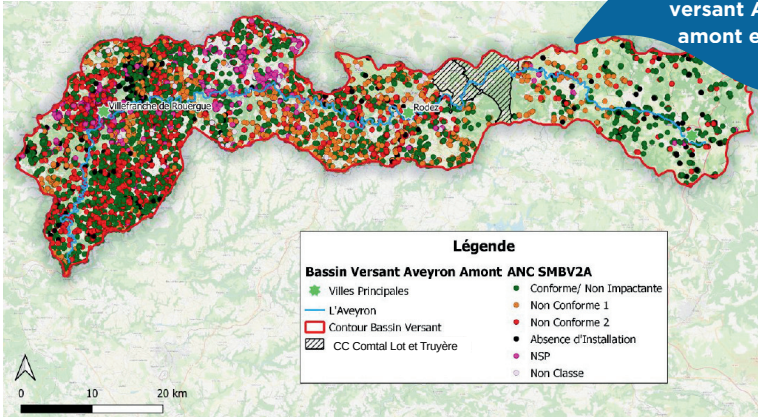 versant A
amont e
Villefranche de Rouergue
Rodez
Légende
Bassin Versant Aveyron Amont
Villes Principales
L'Aveyron
Contour Bassin Versant
CC Comtal Lot et Truyère
ANC SMBV2A
Conforme/ Non Impactante
Non Conforme 1
Non Conforme 2
Absence d'Installation
NSP
Non Classe
0 10 20 km